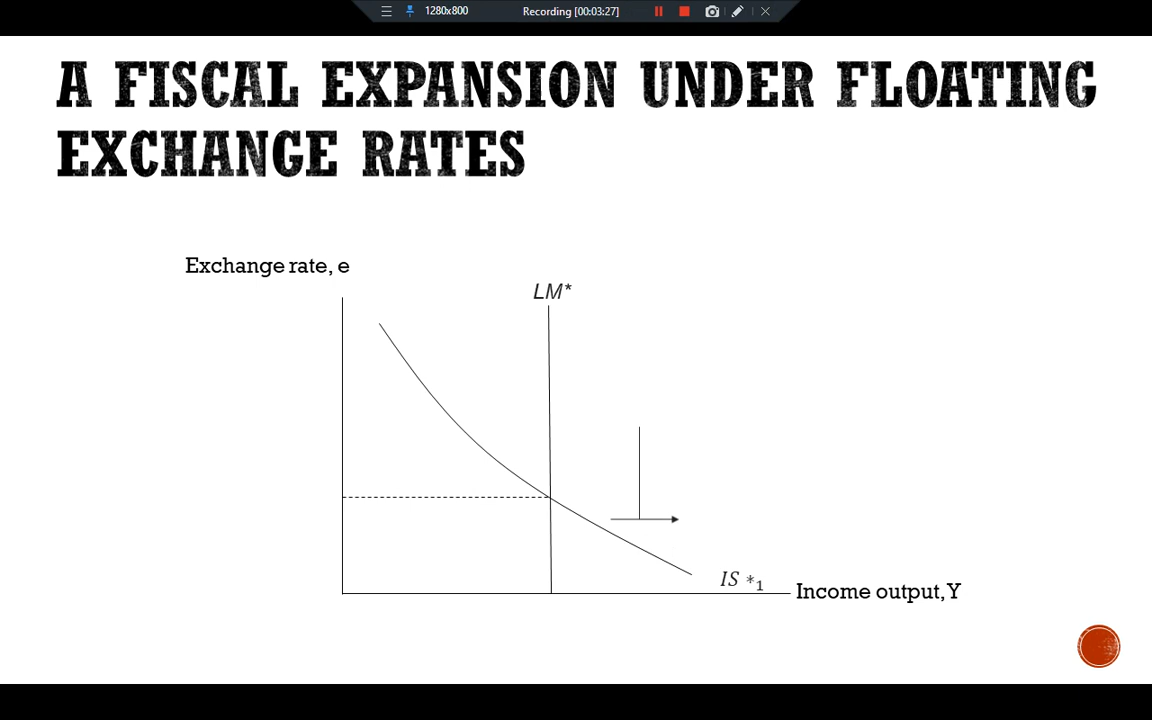 1280x800 Recording [00:03:27]
A FISCAL EXPANSION UNDER FLOATING
EXCHANGE RATES
Exchange rate, e
LM*
IS *₁
Income output, Y